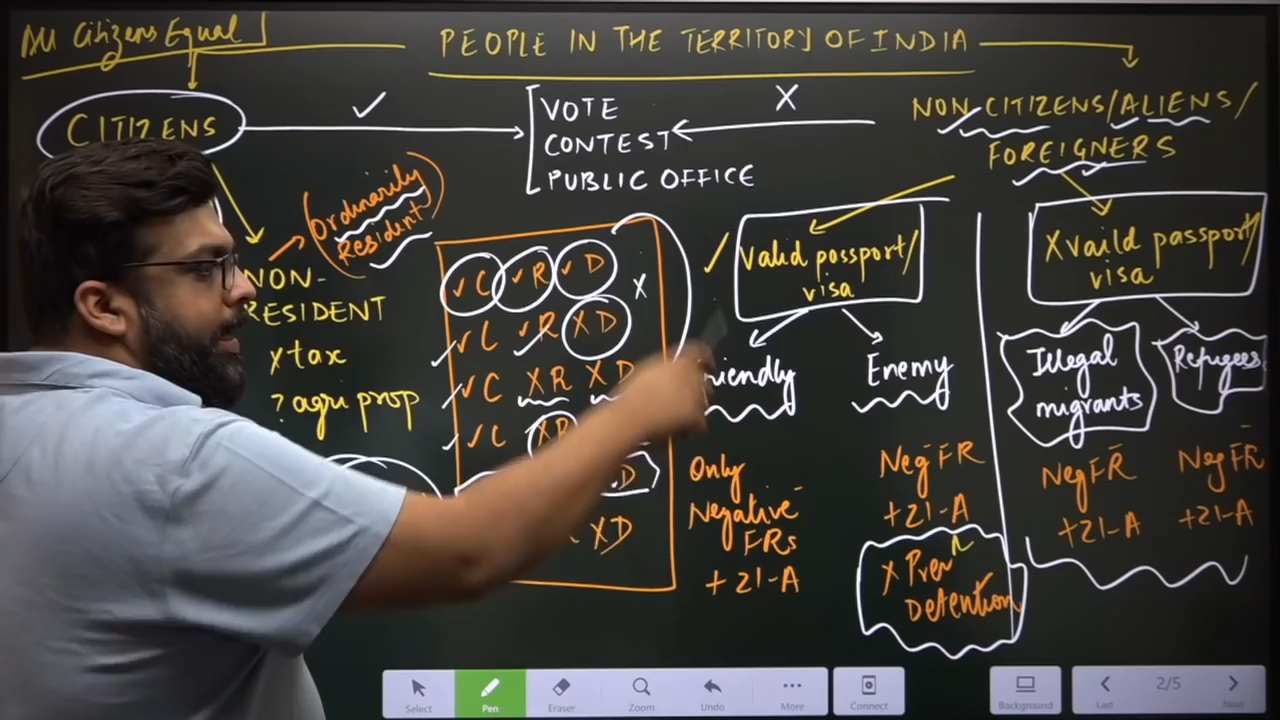 All Citizens Equal
PEOPLE IN THE TERRITORY OF INDIA
CITIZENS
✓
VOTE
CONTEST
PUBLIC OFFICE
X
NON CITIZENS/ALIENS/
FOREIGNERS
(Ordinarily
Resident)
NON-
RESIDENT
x tax
? agri prop
✓C ✓R ✓D
X
✓C ✓R XD
✓C XR XD
✓C XR
D
XD
✓
Valid passport/
visa
Friendly
Only
Negative
FRs
+21-A
Enemy
Neg FR
+21-A
X Prev
Detention
X vaild passport/
visa
Illegal
migrants
Neg FR
+21-A
Refugees
Neg FR
+21-A
Select
Pen
Eraser
Zoom
Undo
More
Connect
Background
Last
2/5
Next